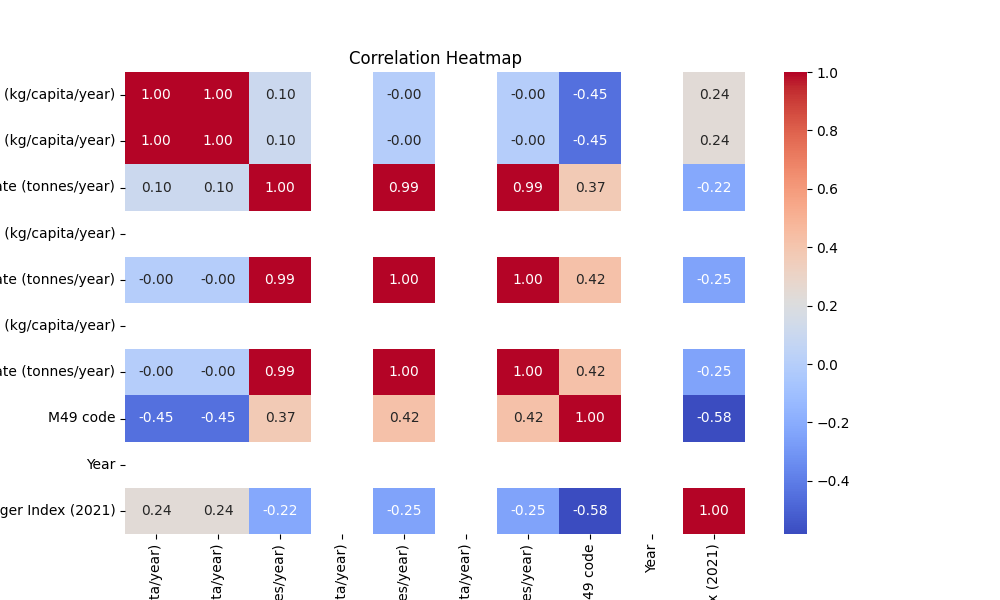 Correlation Heatmap
(kg/capita/year) 1.00 1.00 0.10 -0.00 -0.00 -0.45 0.24
(kg/capita/year) 1.00 1.00 0.10 -0.00 -0.00 -0.45 0.24
ate (tonnes/year) 0.10 0.10 1.00 0.99 0.99 0.37 -0.22
(kg/capita/year)
ate (tonnes/year) -0.00 -0.00 0.99 1.00 1.00 0.42 -0.25
(kg/capita/year)
ate (tonnes/year) -0.00 -0.00 0.99 1.00 1.00 0.42 -0.25
M49 code -0.45 -0.45 0.37 0.42 0.42 1.00 -0.58
Year
ger Index (2021) 0.24 0.24 -0.22 -0.25 -0.25 -0.58 1.00
ta/year)
ta/year)
es/year)
ta/year)
es/year)
ta/year)
es/year)
49 code
Year
x (2021)
1.0
0.8
0.6
0.4
0.2
0.0
−0.2
−0.4